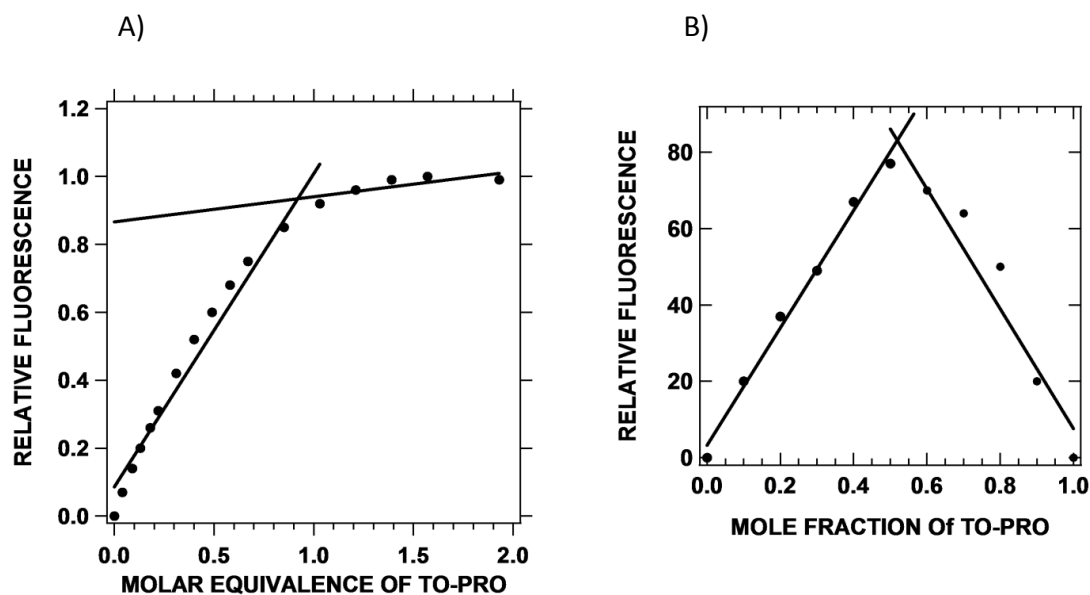 A)
RELATIVE FLUORESCENCE
1.2
1.0
0.8
0.6
0.4
0.2
0.0
0.0 0.5 1.0 1.5 2.0
MOLAR EQUIVALENCE OF TO-PRO
B)
RELATIVE FLUORESCENCE
80
60
40
20
0
0.0 0.2 0.4 0.6 0.8 1.0
MOLE FRACTION Of TO-PRO